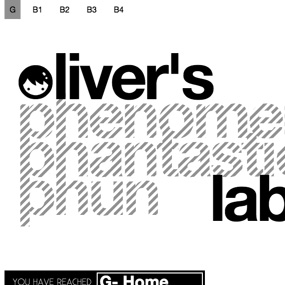 G B1 B2 B3 B4
oliver's
phenome
phantasti
phun lab
YOU HAVE REACHED G- Home